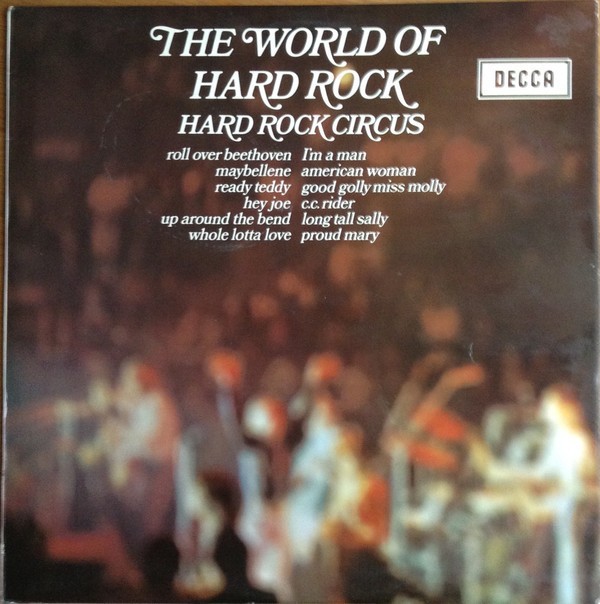 THE WORLD OF
HARD ROCK
DECCA
HARD ROCK CIRCUS
roll over beethoven I'm a man
maybellene american woman
ready teddy good golly miss molly
hey joe c.c. rider
up around the bend long tall sally
whole lotta love proud mary